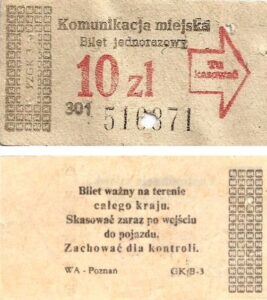 Komunikacja miejska
Bilet jednorazowy
10 zł
Tu
kasować
301 510871
Bilet ważny na terenie
całego kraju.
Skasować zaraz po wejściu
do pojazdu.
Zachować dla kontroli.
WA - Poznań GK/B-3